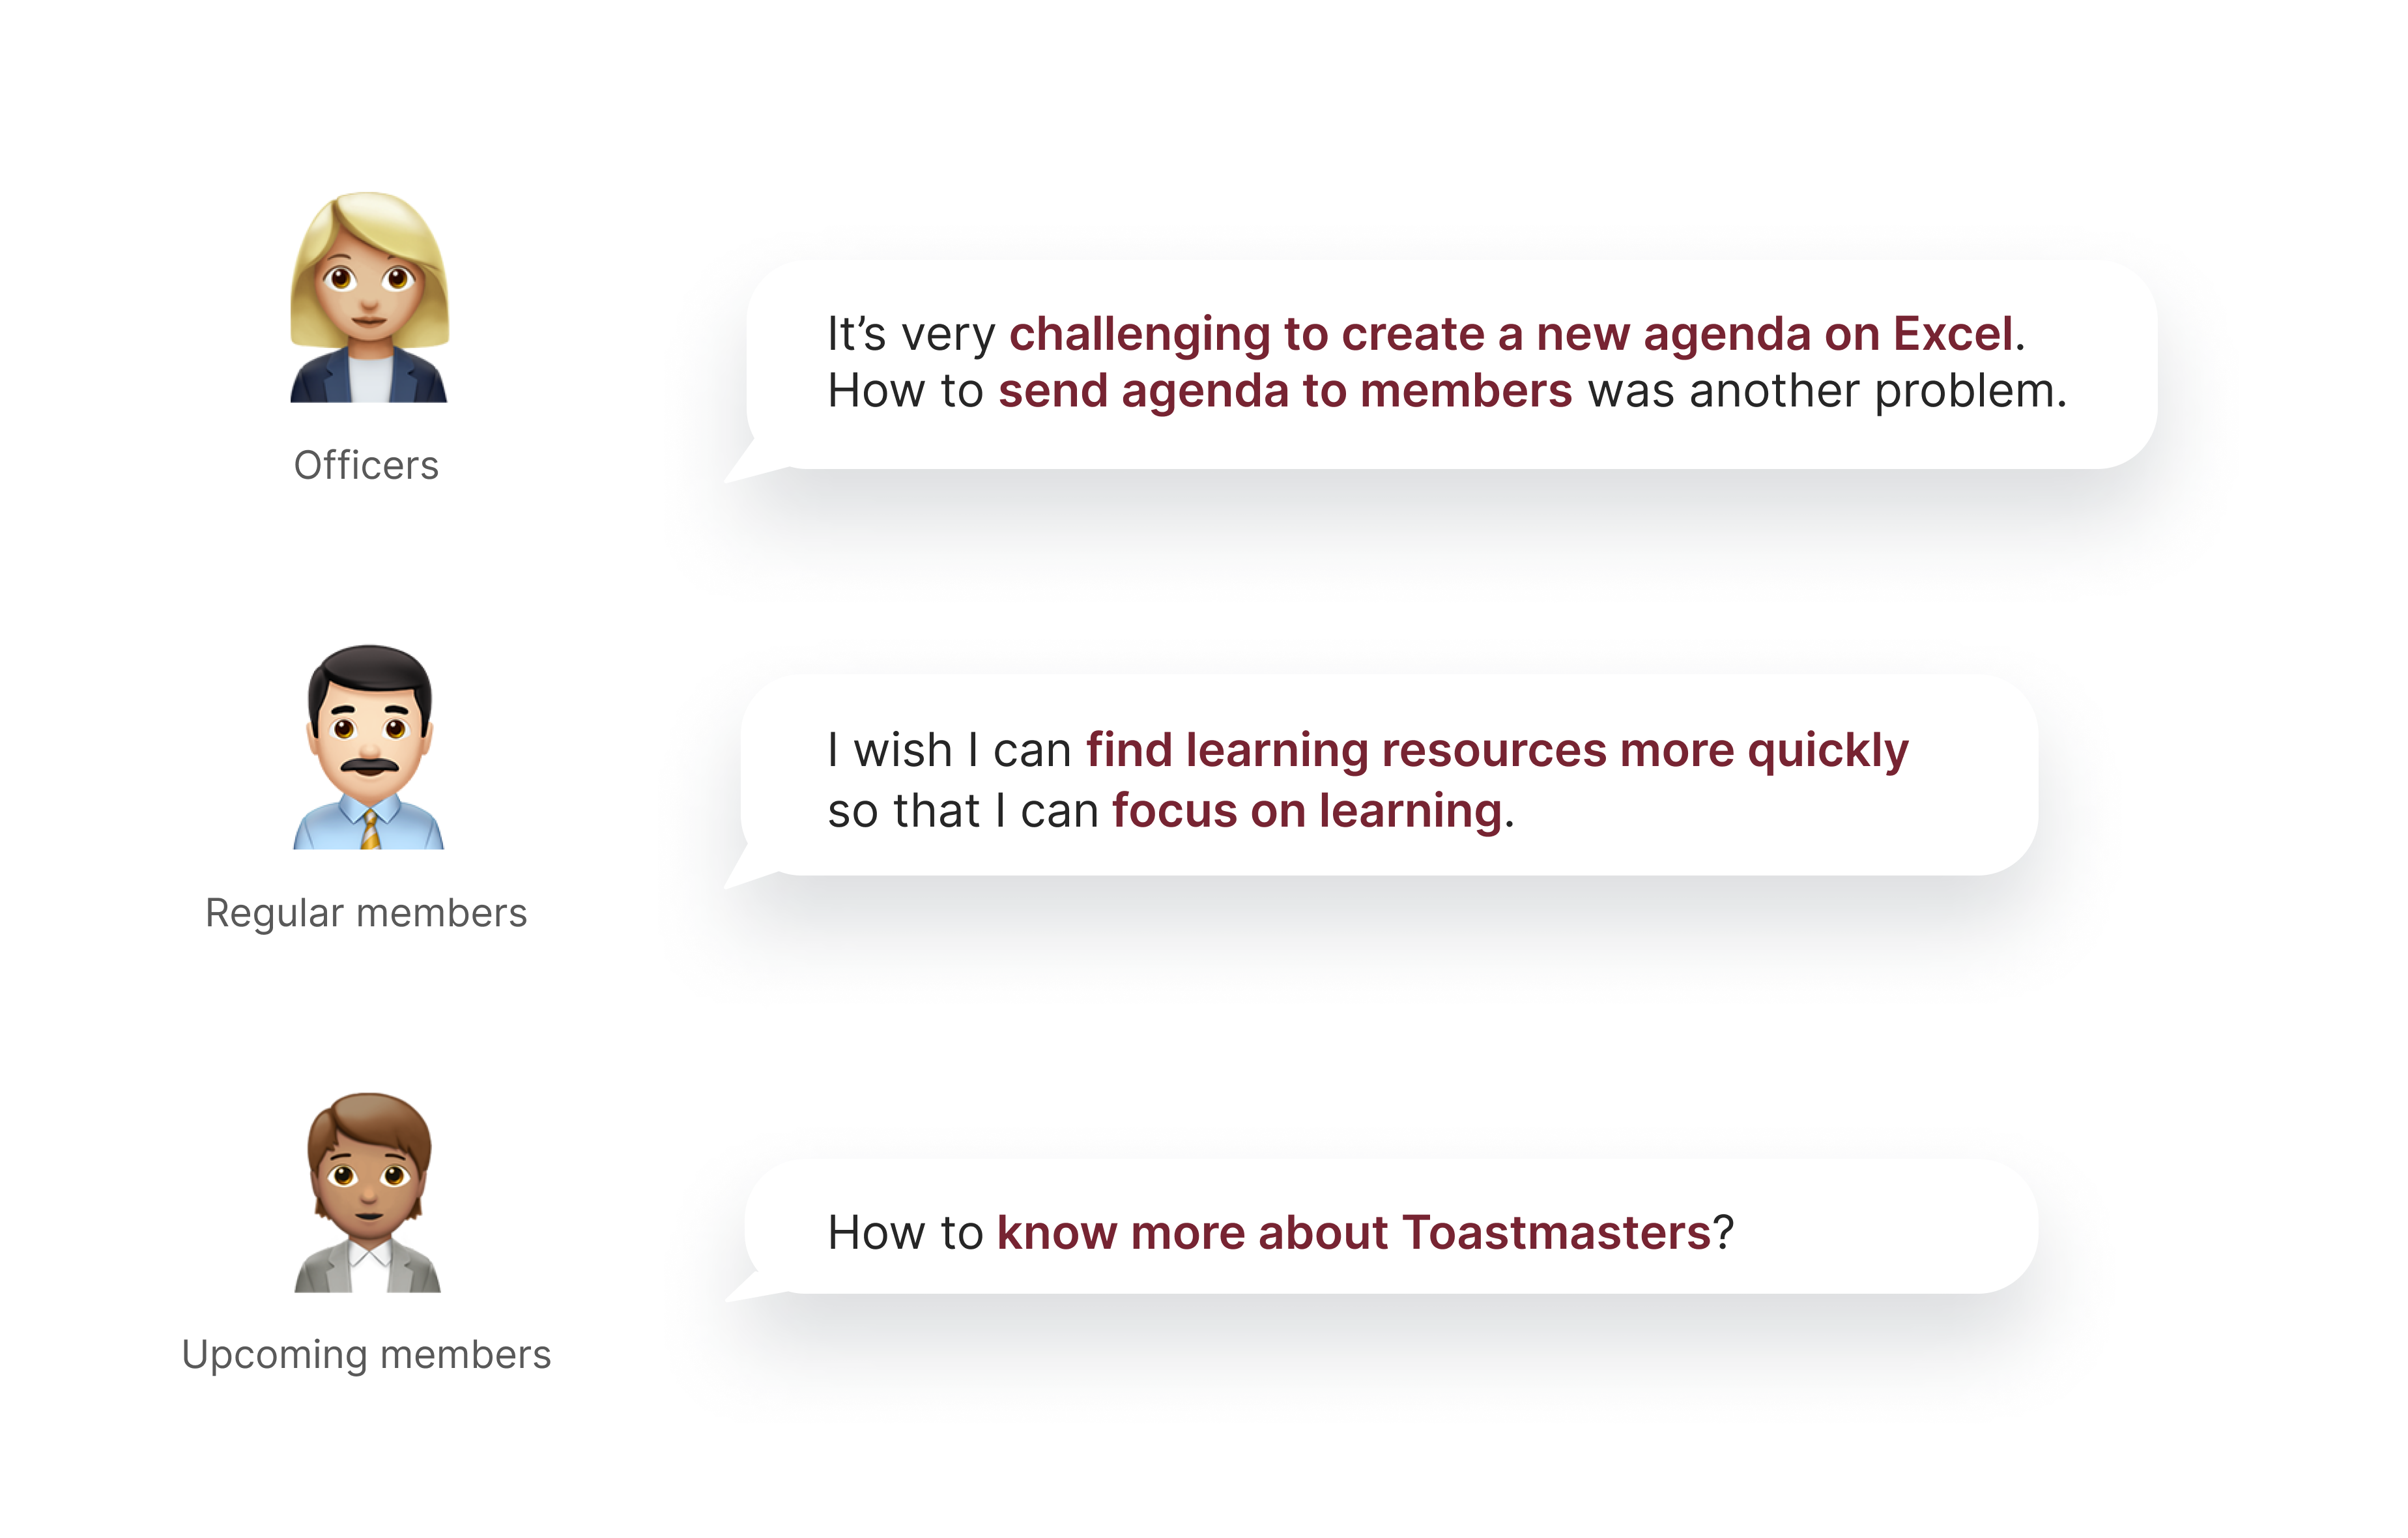 It’s very challenging to create a new agenda on Excel.
How to send agenda to members was another problem.
Officers
I wish I can find learning resources more quickly
so that I can focus on learning.
Regular members
How to know more about Toastmasters?
Upcoming members